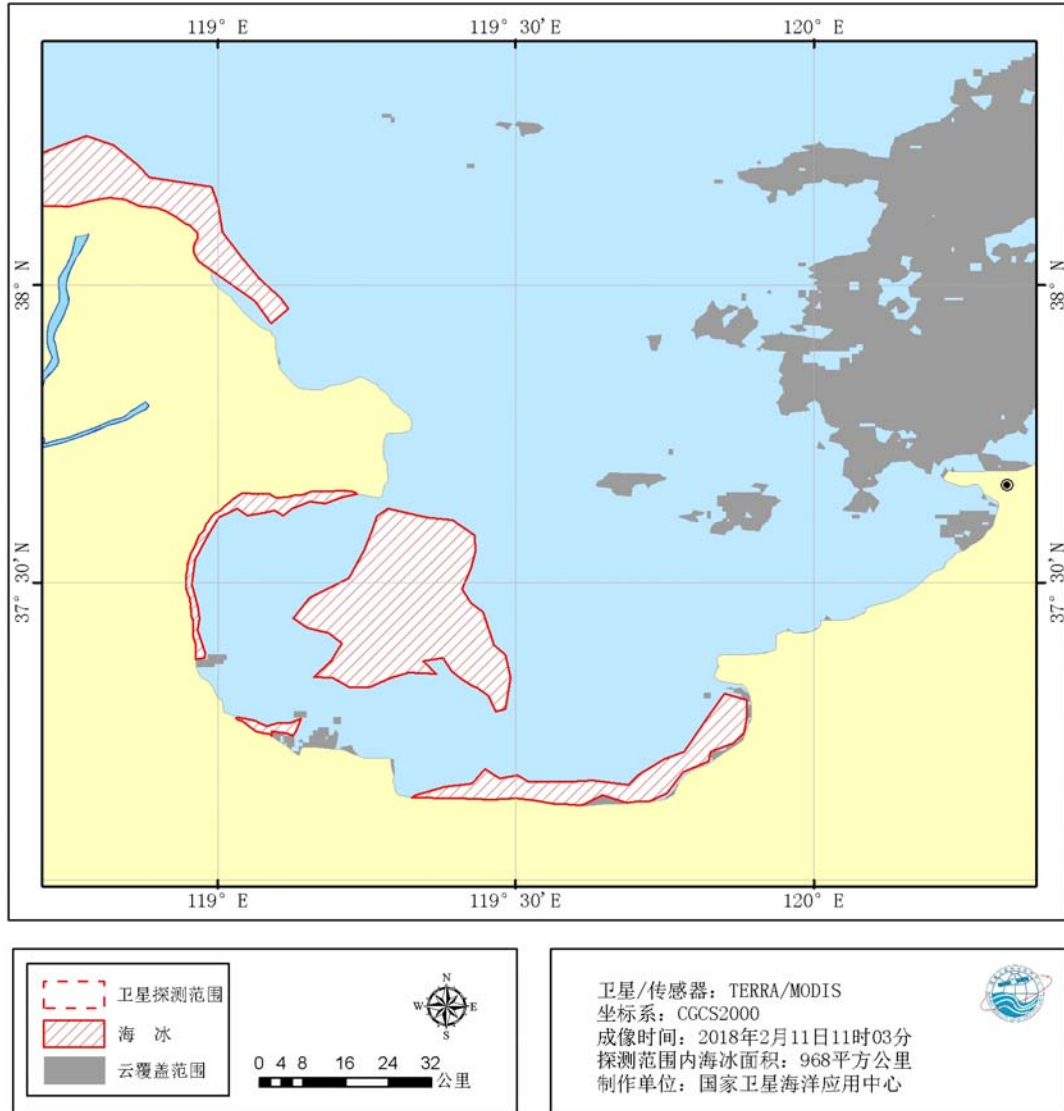 119° E 119° 30'E 120° E
38° N 38° N
37° 30'N 37° 30'N
119° E 119° 30'E 120° E
卫星探测范围
海 冰
云覆盖范围
N
W E
S
0 4 8 16 24 32
公里
卫星/传感器: TERRA/MODIS
坐标系: CGCS2000
成像时间: 2018年2月11日11时03分
探测范围内海冰面积: 968平方公里
制作单位: 国家卫星海洋应用中心